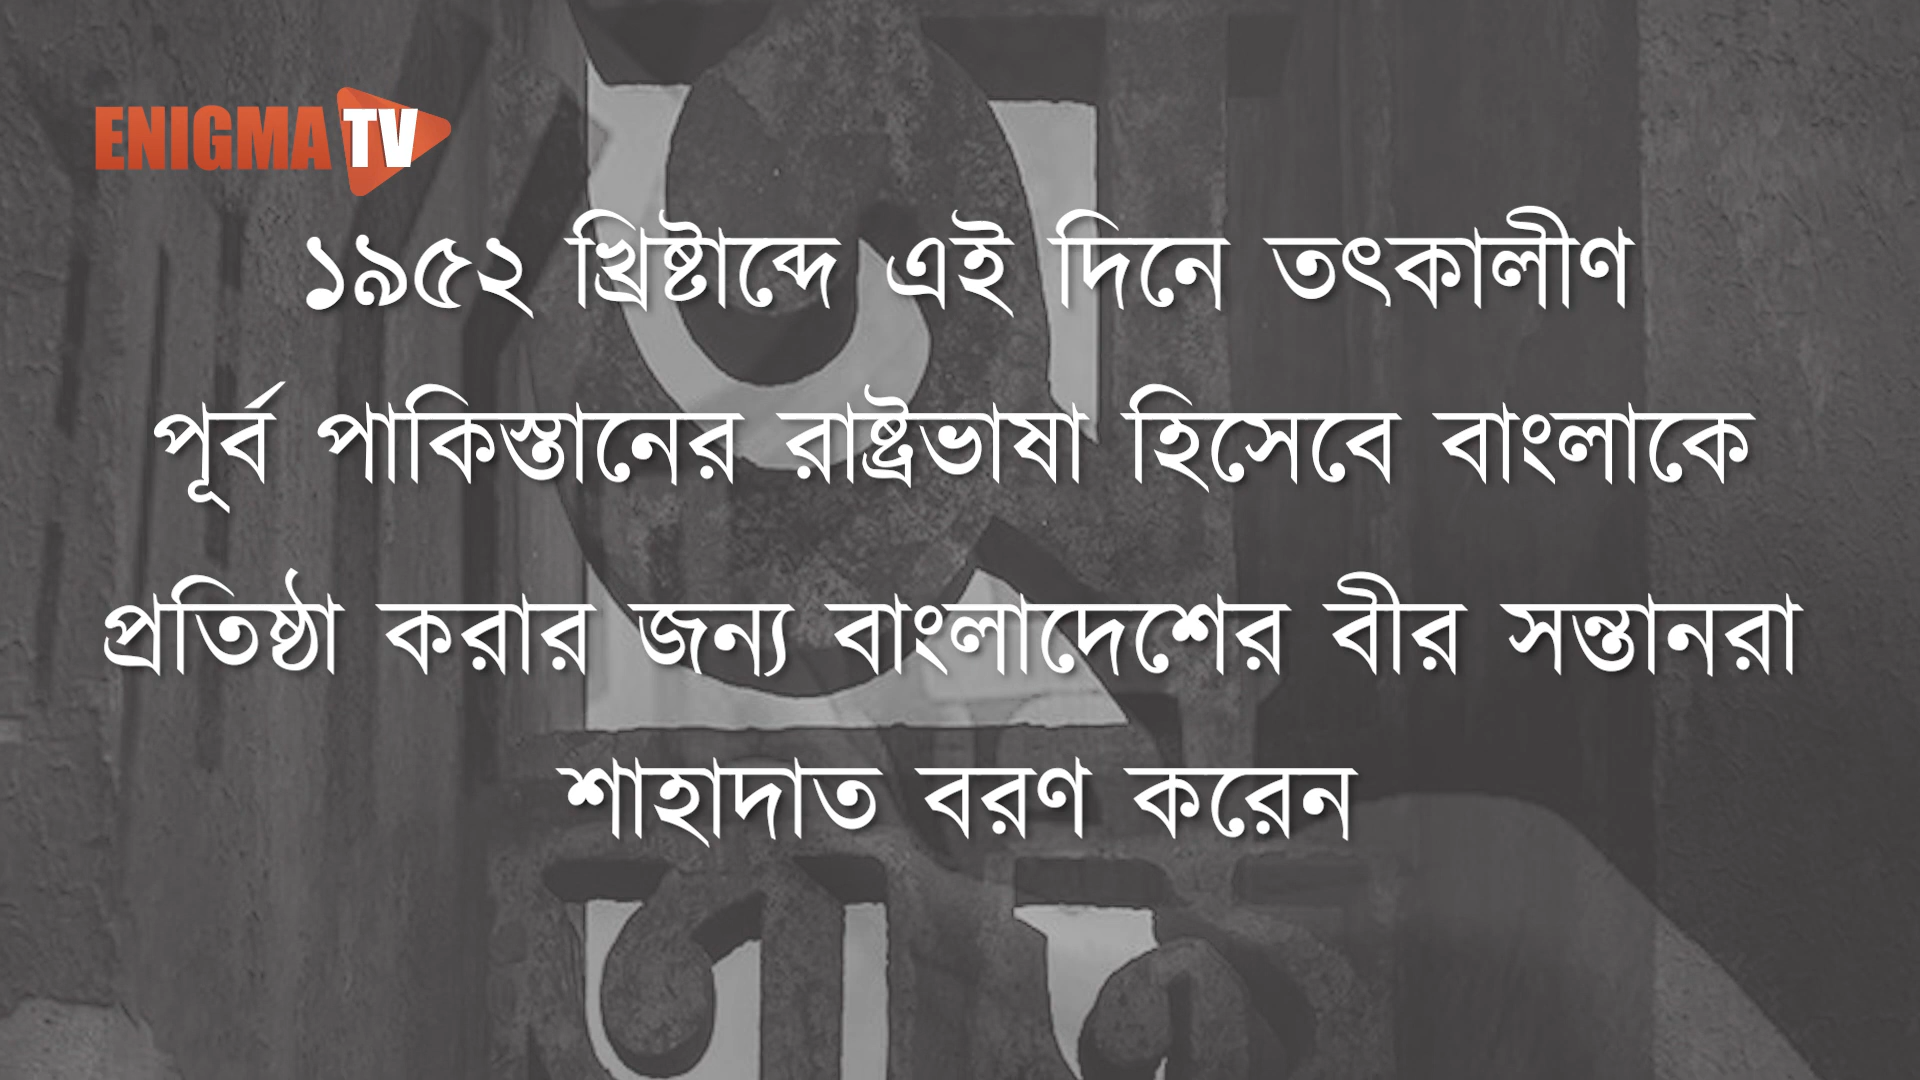 ENIGMA TV
১৯৫২ খ্রিষ্টাব্দে এই দিনে তৎকালীণ
পূর্ব পাকিস্তানের রাষ্ট্রভাষা হিসেবে বাংলাকে
প্রতিষ্ঠা করার জন্য বাংলাদেশের বীর সন্তানরা
শাহাদাত বরণ করেন